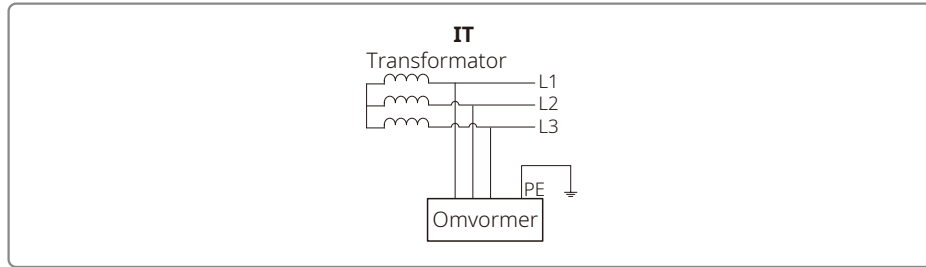 IT
Transformator
L1
L2
L3
PE
Omvormer